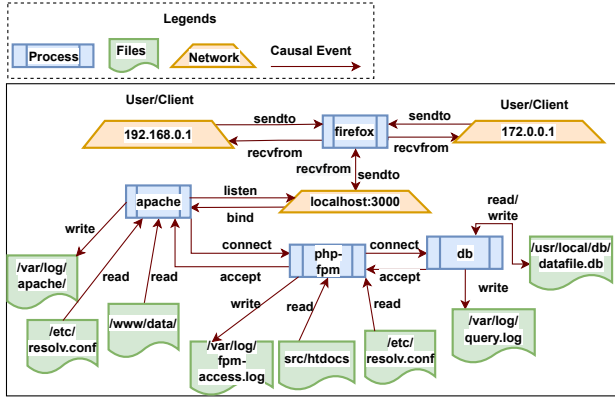 Legends
Process
Files
Network
Causal Event
User/Client
User/Client
sendto
sendto
192.168.0.1
firefox
172.0.0.1
recvfrom
recvfrom
recvfrom
sendto
apache
listen
localhost:3000
bind
read/
write
write
connect
php-
fpm
connect
db
/usr/local/db/
datafile.db
/var/log/
apache/
read
read
accept
accept
write
read
read
write
/etc/
resolv.conf
/www/data/
/var/log/
fpm-
access.log
src/htdocs
/etc/
resolv.conf
/var/log/
query.log